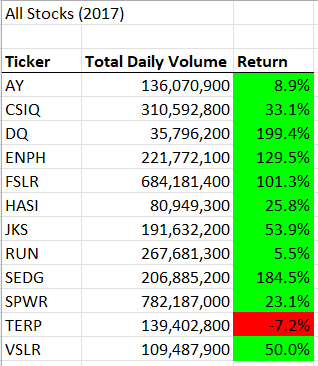 All Stocks (2017)
Ticker Total Daily Volume Return
AY 136,070,900 8.9%
CSIQ 310,592,800 33.1%
DQ 35,796,200 199.4%
ENPH 221,772,100 129.5%
FSLR 684,181,400 101.3%
HASI 80,949,300 25.8%
JKS 191,632,200 53.9%
RUN 267,681,300 5.5%
SEDG 206,885,200 184.5%
SPWR 782,187,000 23.1%
TERP 139,402,800 -7.2%
VSLR 109,487,900 50.0%